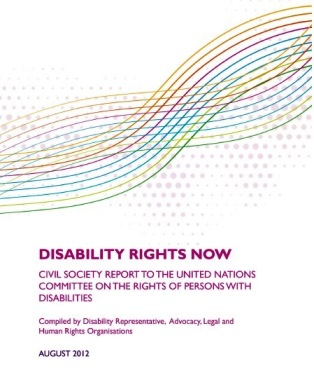 DISABILITY RIGHTS NOW
CIVIL SOCIETY REPORT TO THE UNITED NATIONS
COMMITTEE ON THE RIGHTS OF PERSONS WITH
DISABILITIES
Compiled by Disability Representative, Advocacy, Legal and
Human Rights Organisations
AUGUST 2012